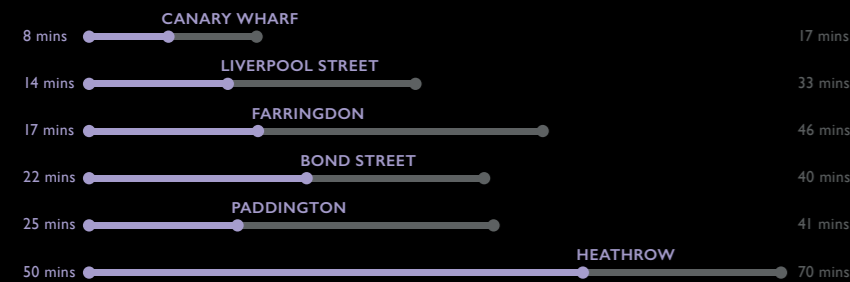 CANARY WHARF
8 mins 17 mins
LIVERPOOL STREET
14 mins 33 mins
FARRINGDON
17 mins 46 mins
BOND STREET
22 mins 40 mins
PADDINGTON
25 mins 41 mins
HEATHROW
50 mins 70 mins